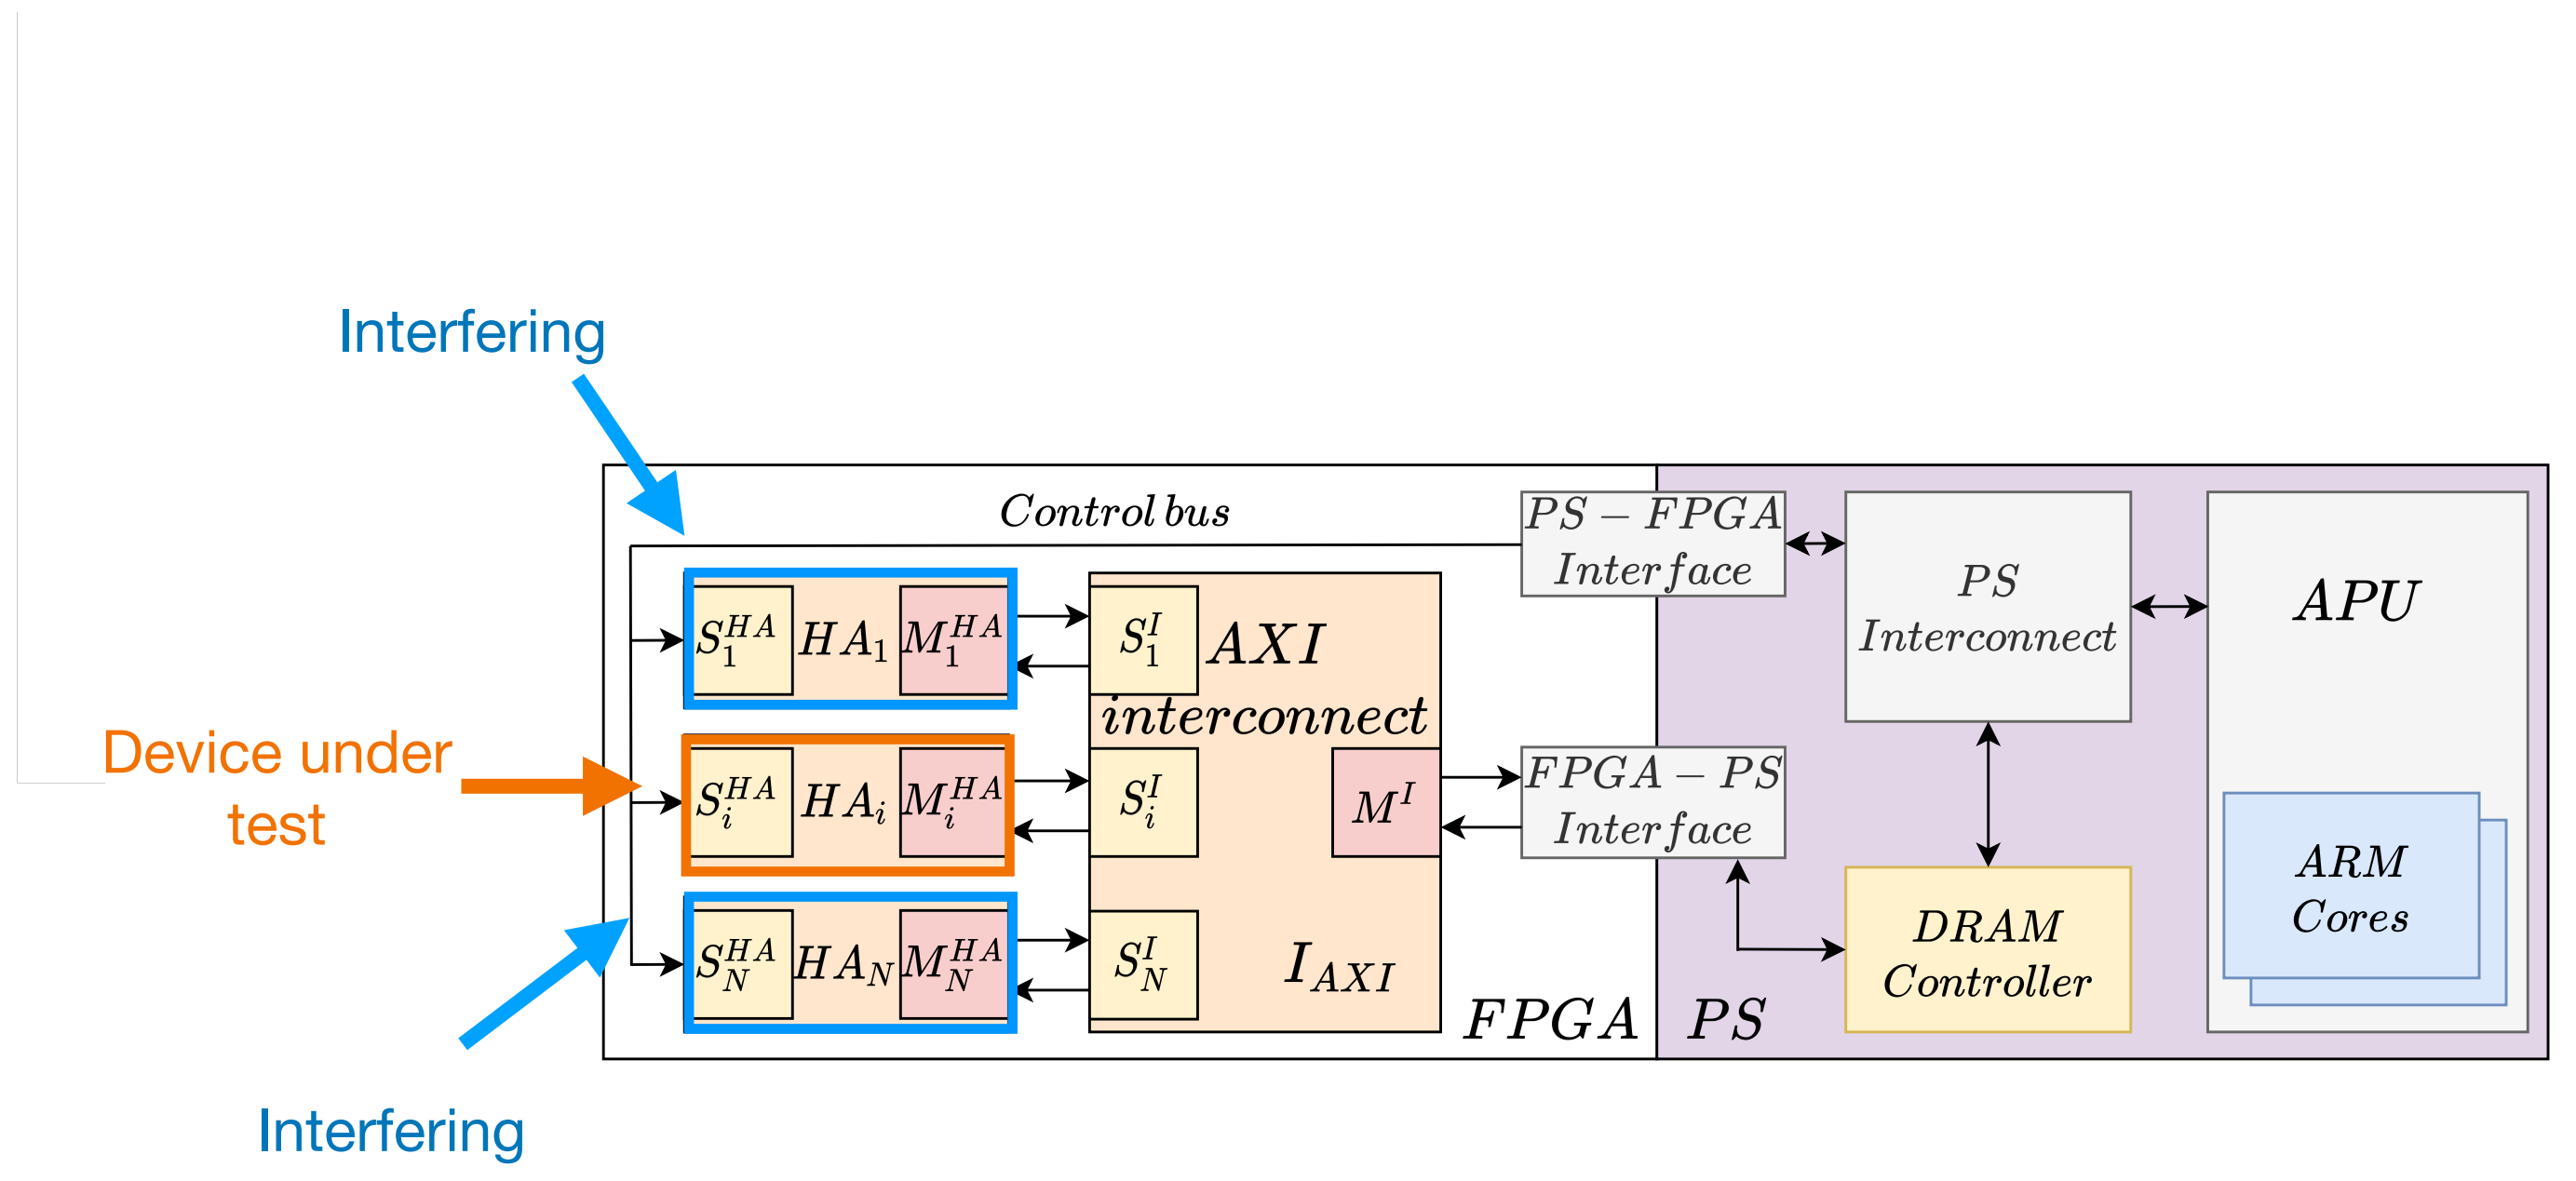 Interfering
Control bus
PS − FPGA
Interface
PS
Interconnect
APU
S_1^{HA} HA_1 M_1^{HA}
S_1^I
AXI
interconnect
Device under
test
S_i^{HA} HA_i M_i^{HA}
S_i^I
M^I
FPGA − PS
Interface
ARM
Cores
S_N^{HA} HA_N M_N^{HA}
S_N^I
I_{AXI}
DRAM
Controller
FPGA
PS
Interfering